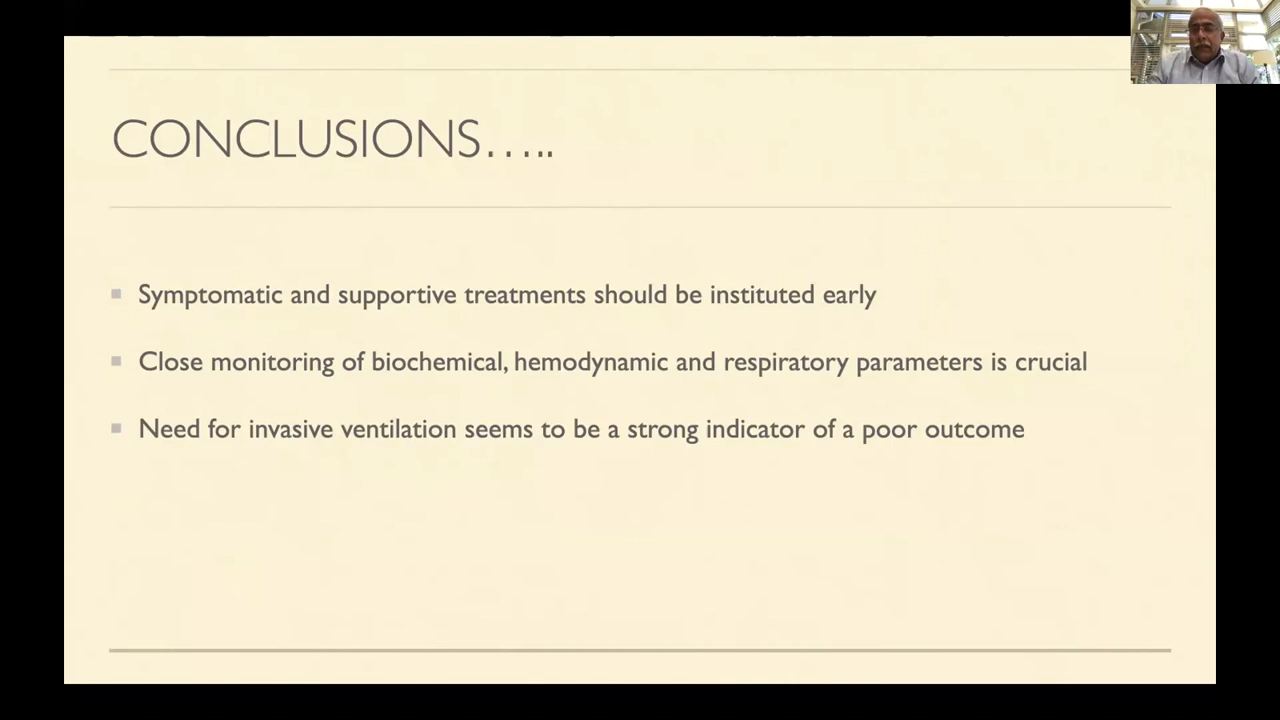 CONCLUSIONS.....
Symptomatic and supportive treatments should be instituted early
Close monitoring of biochemical, hemodynamic and respiratory parameters is crucial
Need for invasive ventilation seems to be a strong indicator of a poor outcome